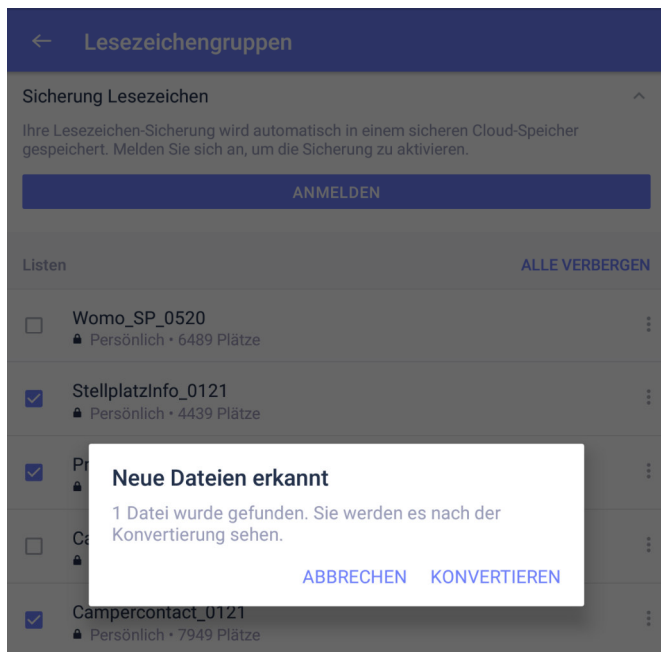 Lesezeichengruppen
Sicherung Lesezeichen
Ihre Lesezeichen-Sicherung wird automatisch in einem sicheren Cloud-Speicher
gespeichert. Melden Sie sich an, um die Sicherung zu aktivieren.
ANMELDEN
Listen ALLE VERBERGEN
Womo_SP_0520
Persönlich • 6489 Plätze
StellplatzInfo_0121
Persönlich • 4439 Plätze
Neue Dateien erkannt
1 Datei wurde gefunden. Sie werden es nach der
Konvertierung sehen.
ABBRECHEN KONVERTIEREN
Campercontact_0121
Persönlich • 7949 Plätze